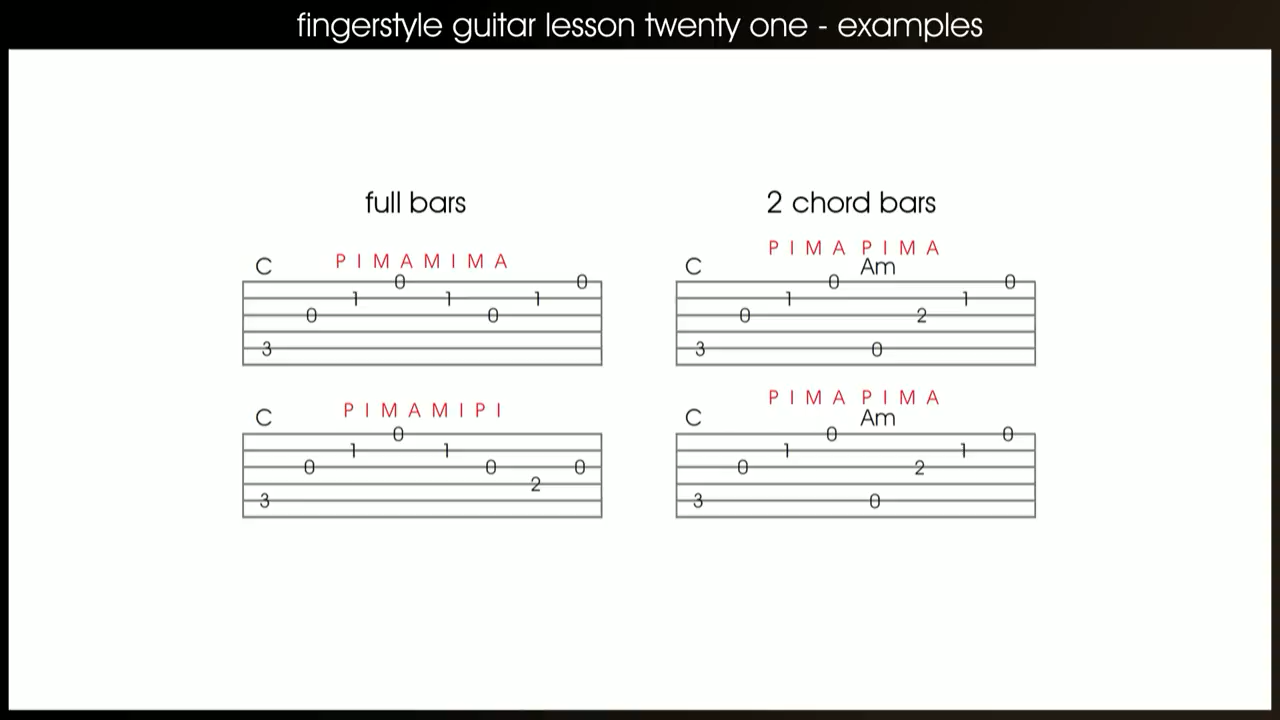 fingerstyle guitar lesson twenty one - examples
full bars
P I M A M I M A
C
0
1 1 1 0
0 0
3
C
P I M A M I P I
0
1 1
0 0 0
2
3
2 chord bars
P I M A P I M A
C Am
0 0
1 1
0 2
3 0
P I M A P I M A
C Am
0 0
1 1
0 2
3 0